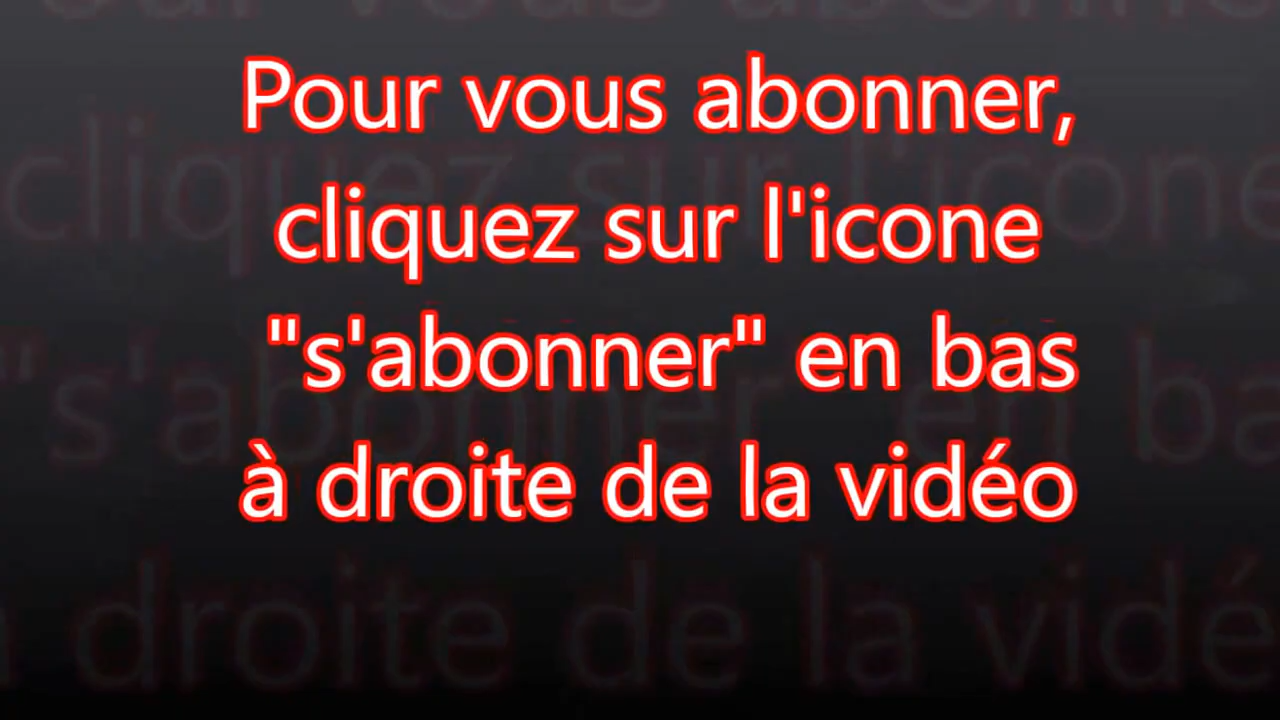 Pour vous abonner,
cliquez sur l'icone
"s'abonner" en bas
à droite de la vidéo